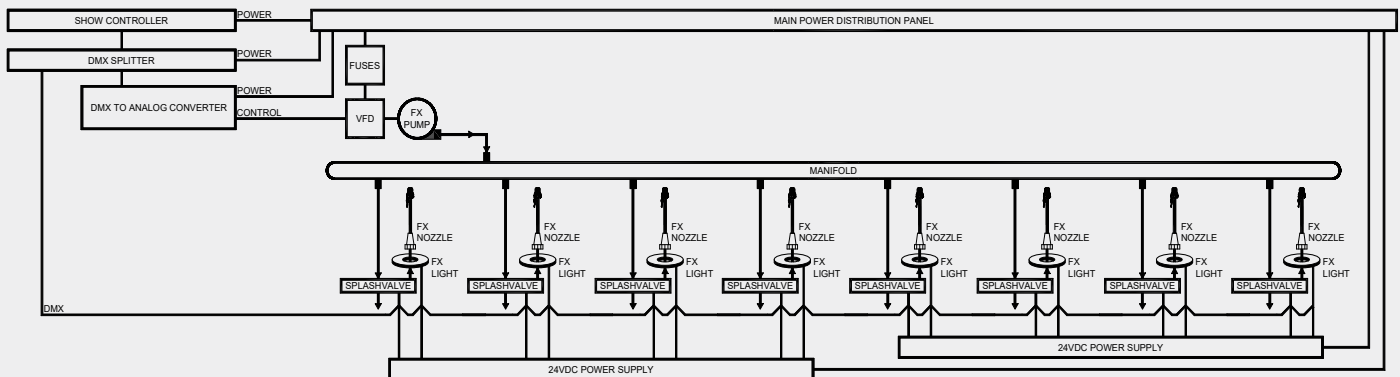 SHOW CONTROLLER
POWER
MAIN POWER DISTRIBUTION PANEL
DMX SPLITTER
POWER
FUSES
POWER
DMX TO ANALOG CONVERTER
CONTROL
VFD
FX
PUMP
MANIFOLD
FX
NOZZLE
FX
LIGHT
SPLASHVALVE
FX
NOZZLE
FX
LIGHT
SPLASHVALVE
FX
NOZZLE
FX
LIGHT
SPLASHVALVE
FX
NOZZLE
FX
LIGHT
SPLASHVALVE
FX
NOZZLE
FX
LIGHT
SPLASHVALVE
FX
NOZZLE
FX
LIGHT
SPLASHVALVE
FX
NOZZLE
FX
LIGHT
SPLASHVALVE
FX
NOZZLE
FX
LIGHT
SPLASHVALVE
DMX
24VDC POWER SUPPLY
24VDC POWER SUPPLY